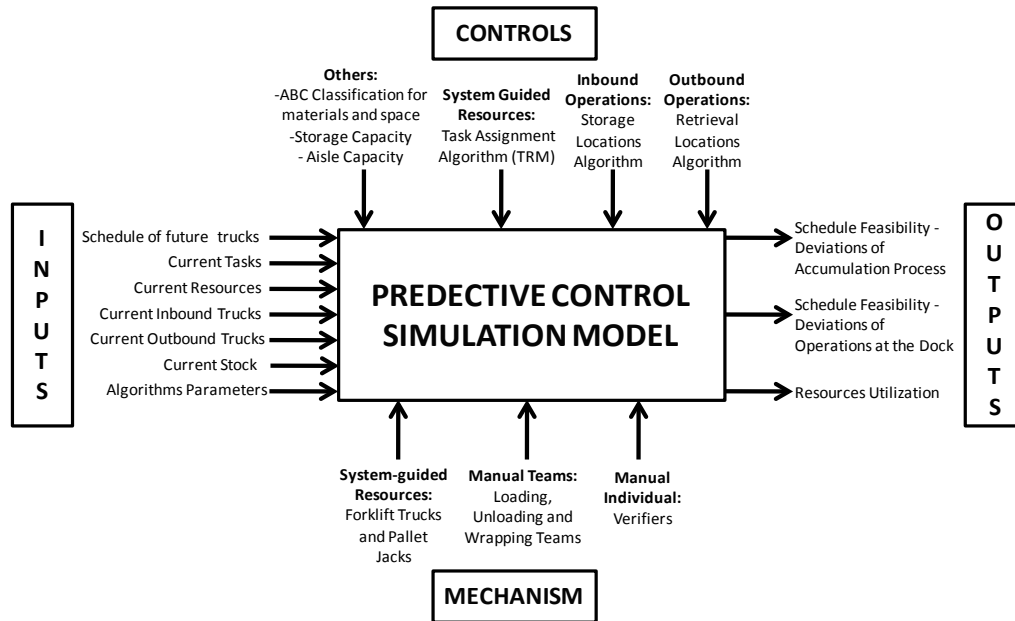 CONTROLS
Others:
-ABC Classification for
materials and space
-Storage Capacity
- Aisle Capacity
System Guided
Resources:
Task Assignment
Algorithm (TRM)
Inbound
Operations:
Storage
Locations
Algorithm
Outbound
Operations:
Retrieval
Locations
Algorithm
I
N
P
U
T
S
Schedule of future trucks
Current Tasks
Current Resources
Current Inbound Trucks
Current Outbound Trucks
Current Stock
Algorithms Parameters
PREDECTIVE CONTROL
SIMULATION MODEL
Schedule Feasibility -
Deviations of
Accumulation Process
Schedule Feasibility -
Deviations of
Operations at the Dock
Resources Utilization
O
U
T
P
U
T
S
System-guided
Resources:
Forklift Trucks
and Pallet
Jacks
Manual Teams:
Loading,
Unloading and
Wrapping Teams
Manual
Individual:
Verifiers
MECHANISM